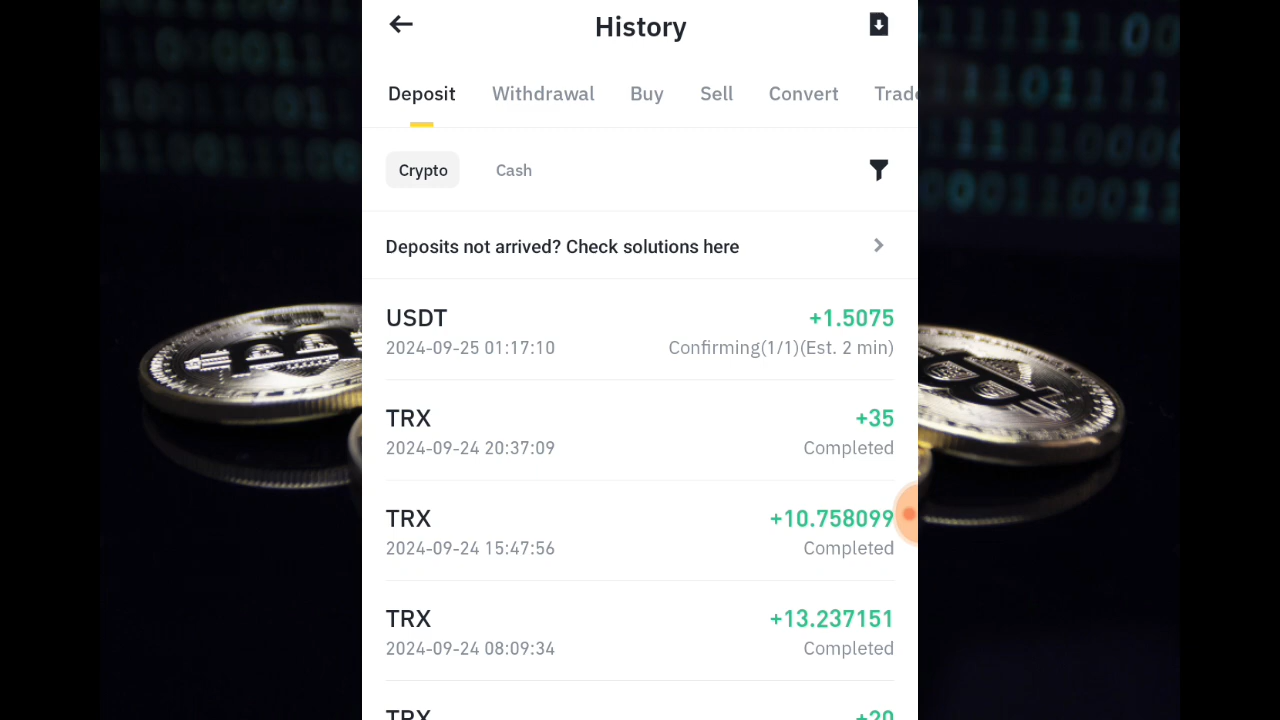 History
Deposit Withdrawal Buy Sell Convert Trade
Crypto Cash
Deposits not arrived? Check solutions here
USDT +1.5075
2024-09-25 01:17:10 Confirming(1/1)(Est. 2 min)
TRX +35
2024-09-24 20:37:09 Completed
TRX +10.758099
2024-09-24 15:47:56 Completed
TRX +13.237151
2024-09-24 08:09:34 Completed
TRX +20